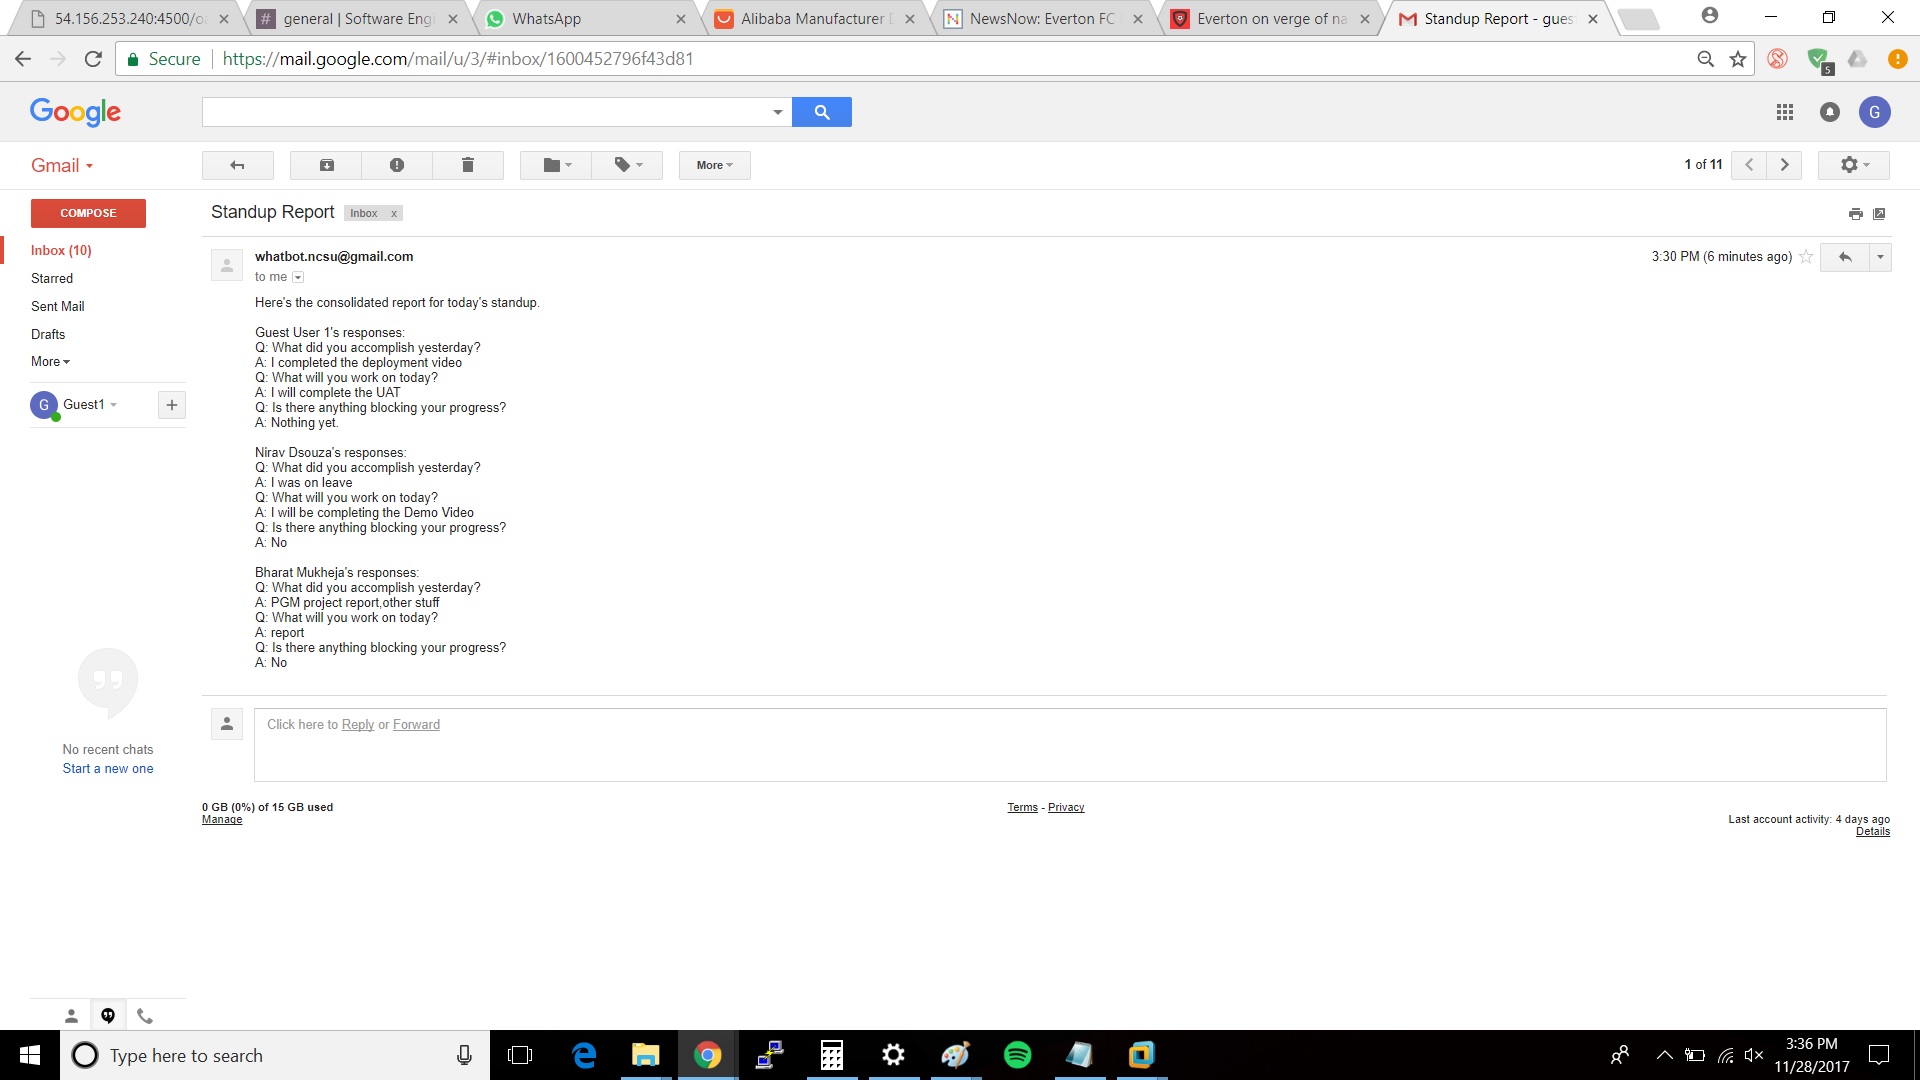 54.156.253.240:4500/o
general | Software Engi
WhatsApp
Alibaba Manufacturer D
NewsNow: Everton FC
Everton on verge of na
Standup Report - gues
Secure
https://mail.google.com/mail/u/3/#inbox/1600452796f43d81
5
Google
G
Gmail
More
1 of 11
COMPOSE
Standup Report
Inbox x
Inbox (10)
Starred
Sent Mail
Drafts
More
G
Guest1
whatbot.ncsu@gmail.com
3:30 PM (6 minutes ago)
to me
Here's the consolidated report for today's standup.
Guest User 1's responses:
Q: What did you accomplish yesterday?
A: I completed the deployment video
Q: What will you work on today?
A: I will complete the UAT
Q: Is there anything blocking your progress?
A: Nothing yet.
Nirav Dsouza's responses:
Q: What did you accomplish yesterday?
A: I was on leave
Q: What will you work on today?
A: I will be completing the Demo Video
Q: Is there anything blocking your progress?
A: No
Bharat Mukheja's responses:
Q: What did you accomplish yesterday?
A: PGM project report,other stuff
Q: What will you work on today?
A: report
Q: Is there anything blocking your progress?
A: No
Click here to Reply or Forward
No recent chats
Start a new one
0 GB (0%) of 15 GB used
Manage
Terms - Privacy
Last account activity: 4 days ago
Details
Type here to search
3:36 PM
11/28/2017